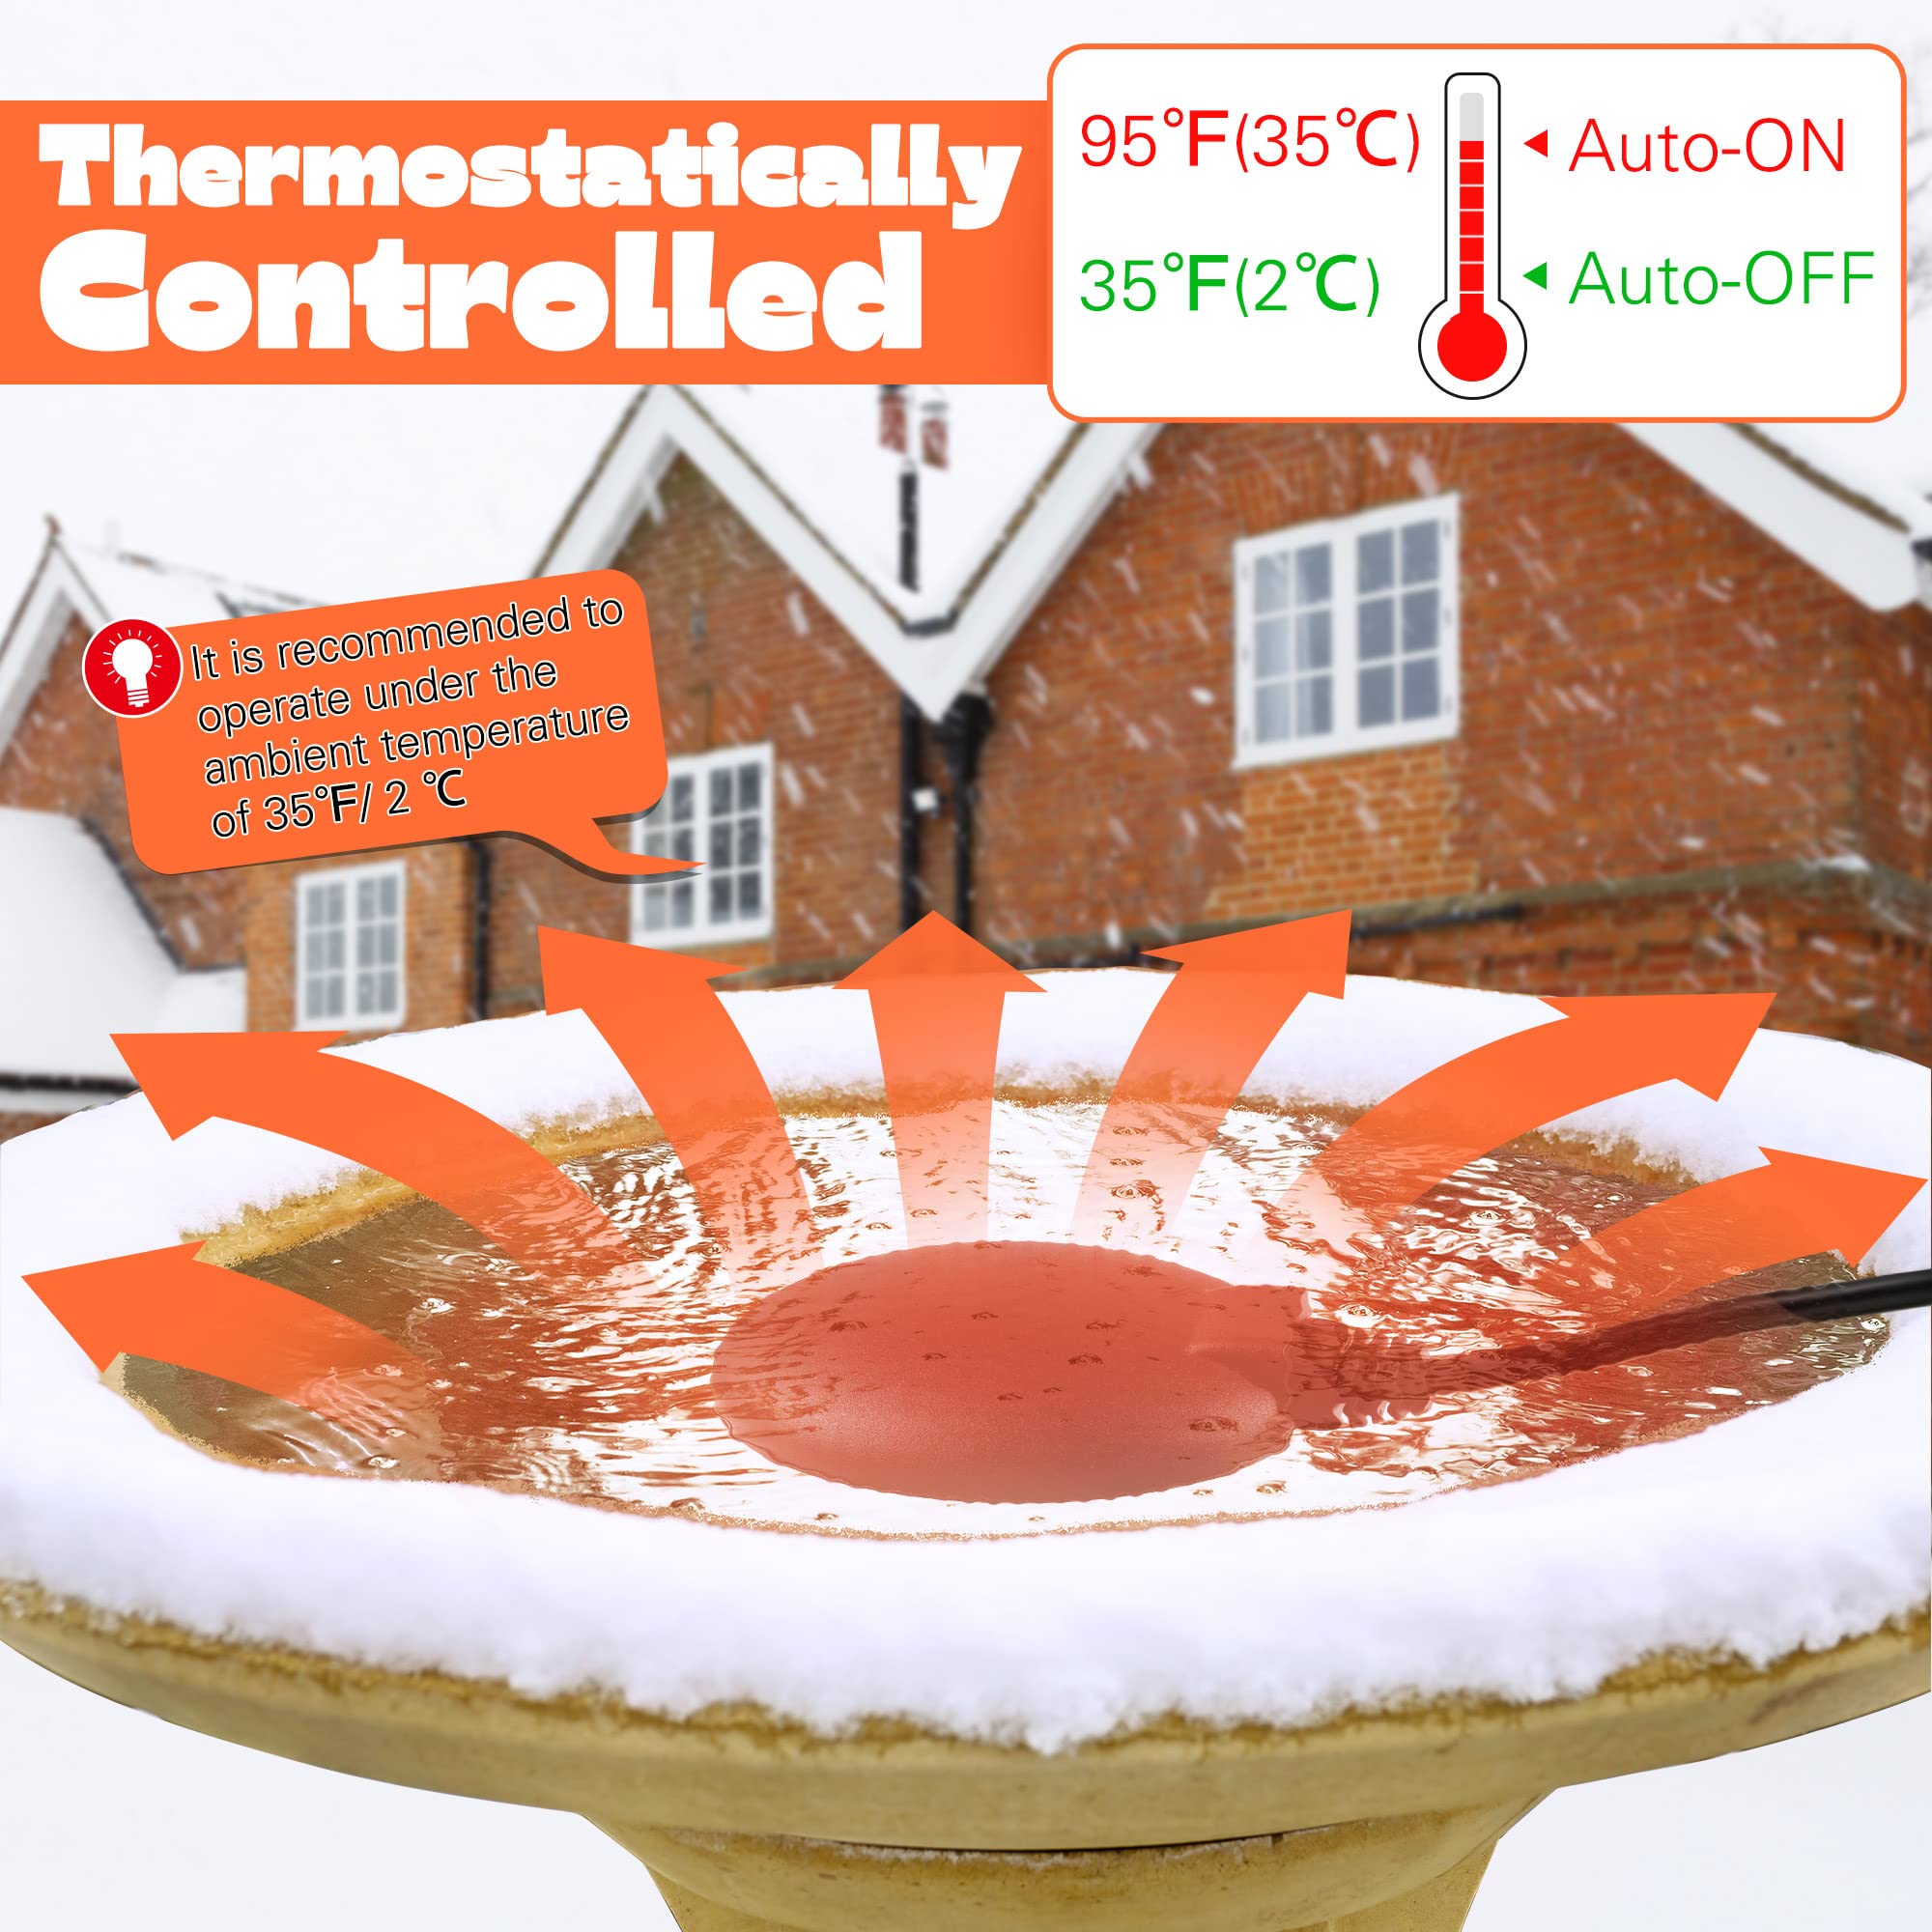 Thermostatically
Controlled
95°F(35℃)
Auto-ON
35°F(2℃)
Auto-OFF
It is recommended to
operate under the
ambient temperature
of 35°F/ 2 ℃